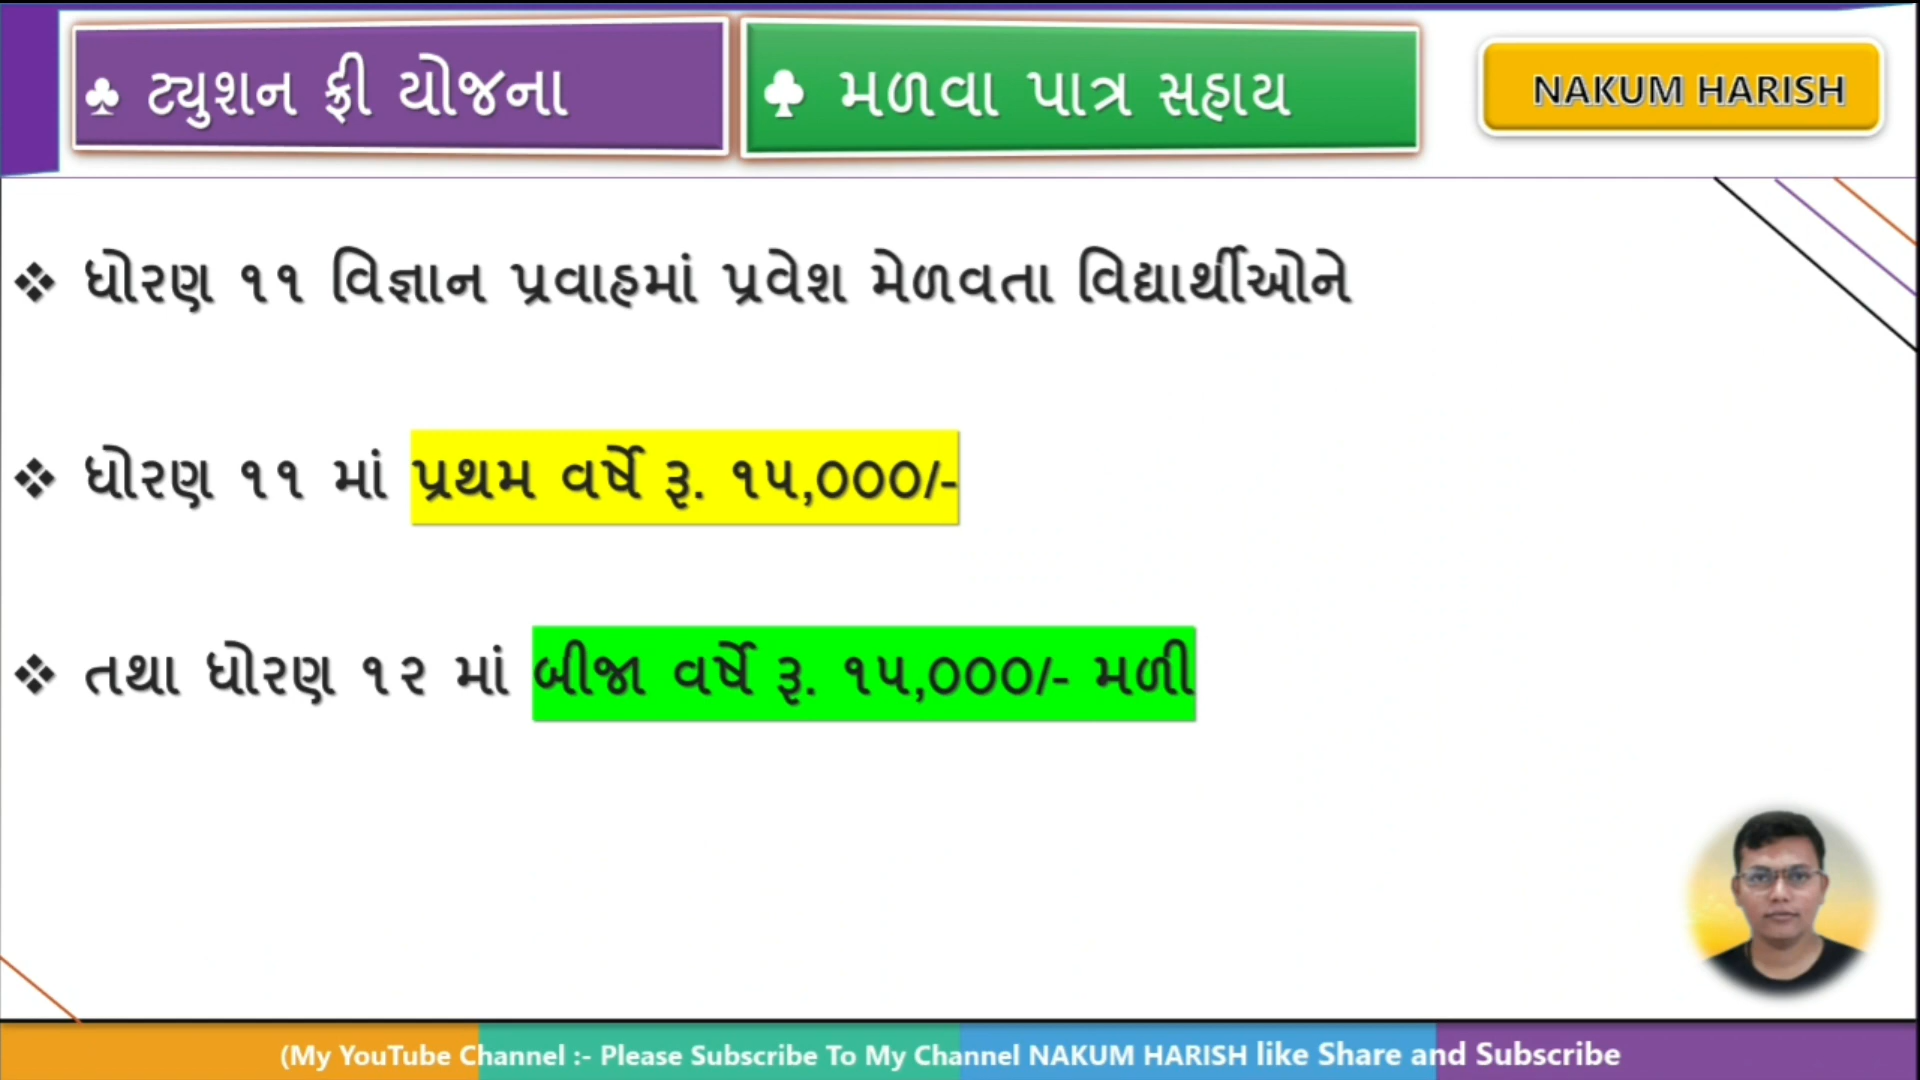 ♣ ટ્યુશન ફ્રી યોજના
♣ મળવા પાત્ર સહાય
NAKUM HARISH
❖ ધોરણ ૧૧ વિજ્ઞાન પ્રવાહમાં પ્રવેશ મેળવતા વિદ્યાર્થીઓને
❖ ધોરણ ૧૧ માં પ્રથમ વર્ષે રૂ. ૧૫,૦૦૦/-
❖ તથા ધોરણ ૧૨ માં બીજા વર્ષે રૂ. ૧૫,૦૦૦/- મળી
(My YouTube Channel :- Please Subscribe To My Channel NAKUM HARISH like Share and Subscribe